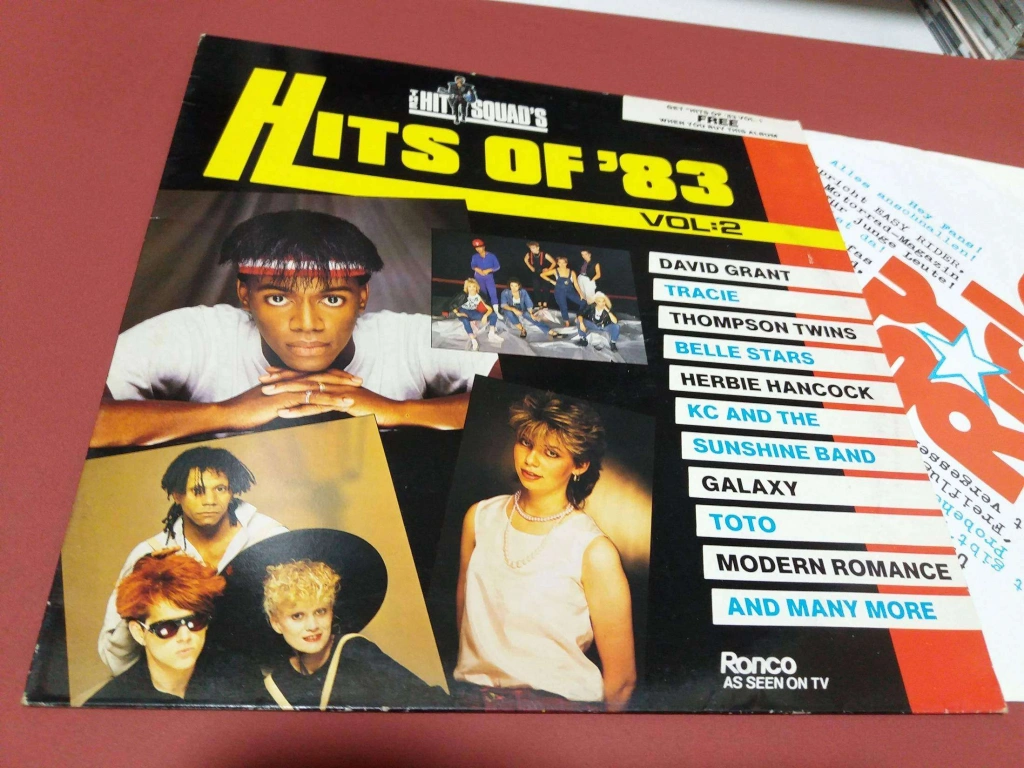 THE HIT SQUAD'S
HITS OF '83
VOL:2
GET "HITS OF '83 VOL. 1
FREE
WHEN YOU BUY THIS ALBUM
DAVID GRANT
TRACIE
THOMPSON TWINS
BELLE STARS
HERBIE HANCOCK
KC AND THE
SUNSHINE BAND
GALAXY
TOTO
MODERN ROMANCE
AND MANY MORE
Ronco
AS SEEN ON TV
Hey Fans!
Alles anschnallen!
EASY RIDER,
Motorrad-Magazin
für junge Leute!